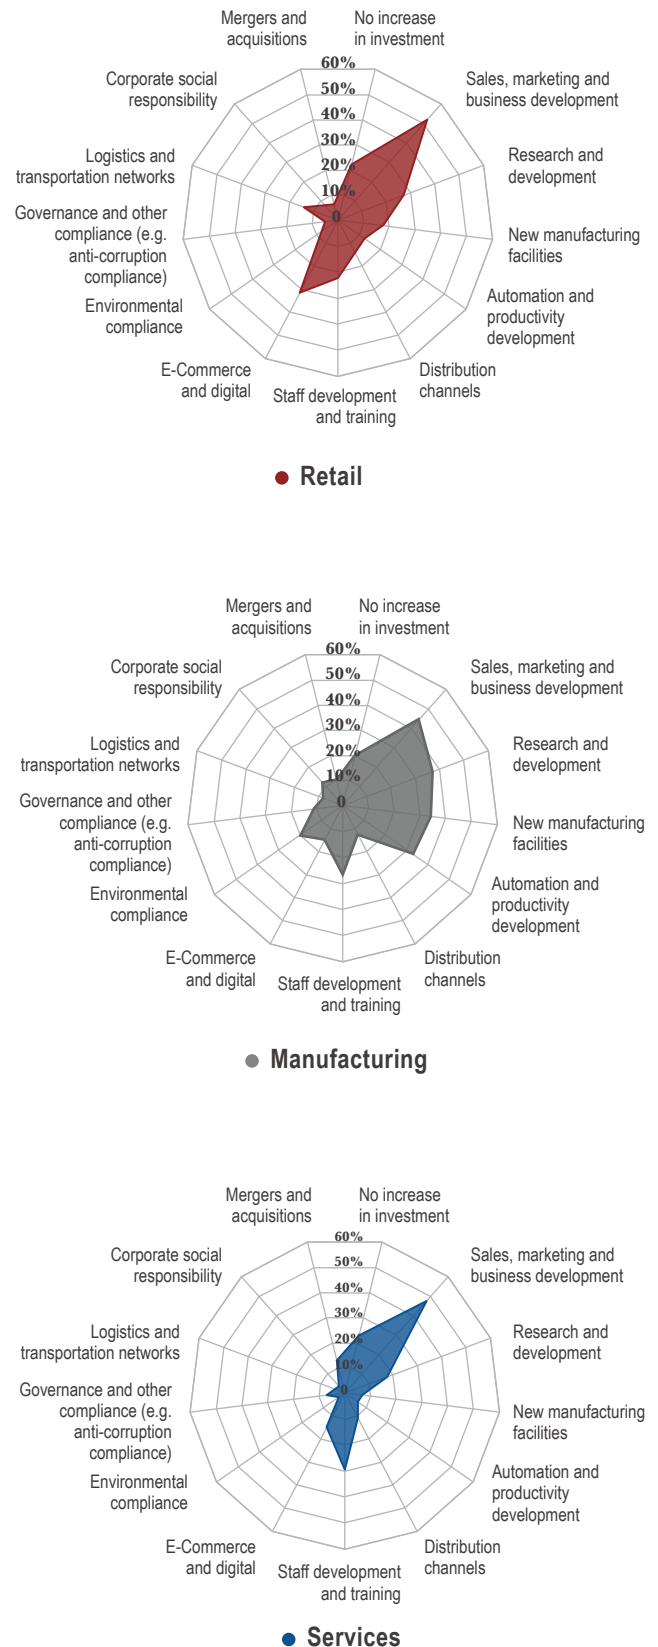 Mergers and
acquisitions
No increase
in investment
60%
50%
40%
30%
20%
10%
0
Corporate social
responsibility
Sales, marketing and
business development
Logistics and
transportation networks
Research and
development
Governance and other
compliance (e.g.
anti-corruption
compliance)
New manufacturing
facilities
Environmental
compliance
Automation and
productivity
development
E-Commerce
and digital
Staff development
and training
Distribution
channels
Retail
Mergers and
acquisitions
No increase
in investment
60%
50%
40%
30%
20%
10%
0
Corporate social
responsibility
Sales, marketing and
business development
Logistics and
transportation networks
Research and
development
Governance and other
compliance (e.g.
anti-corruption
compliance)
New manufacturing
facilities
Environmental
compliance
Automation and
productivity
development
E-Commerce
and digital
Staff development
and training
Distribution
channels
Manufacturing
Mergers and
acquisitions
No increase
in investment
60%
50%
40%
30%
20%
10%
0
Corporate social
responsibility
Sales, marketing and
business development
Logistics and
transportation networks
Research and
development
Governance and other
compliance (e.g.
anti-corruption
compliance)
New manufacturing
facilities
Environmental
compliance
Automation and
productivity
development
E-Commerce
and digital
Staff development
and training
Distribution
channels
Services